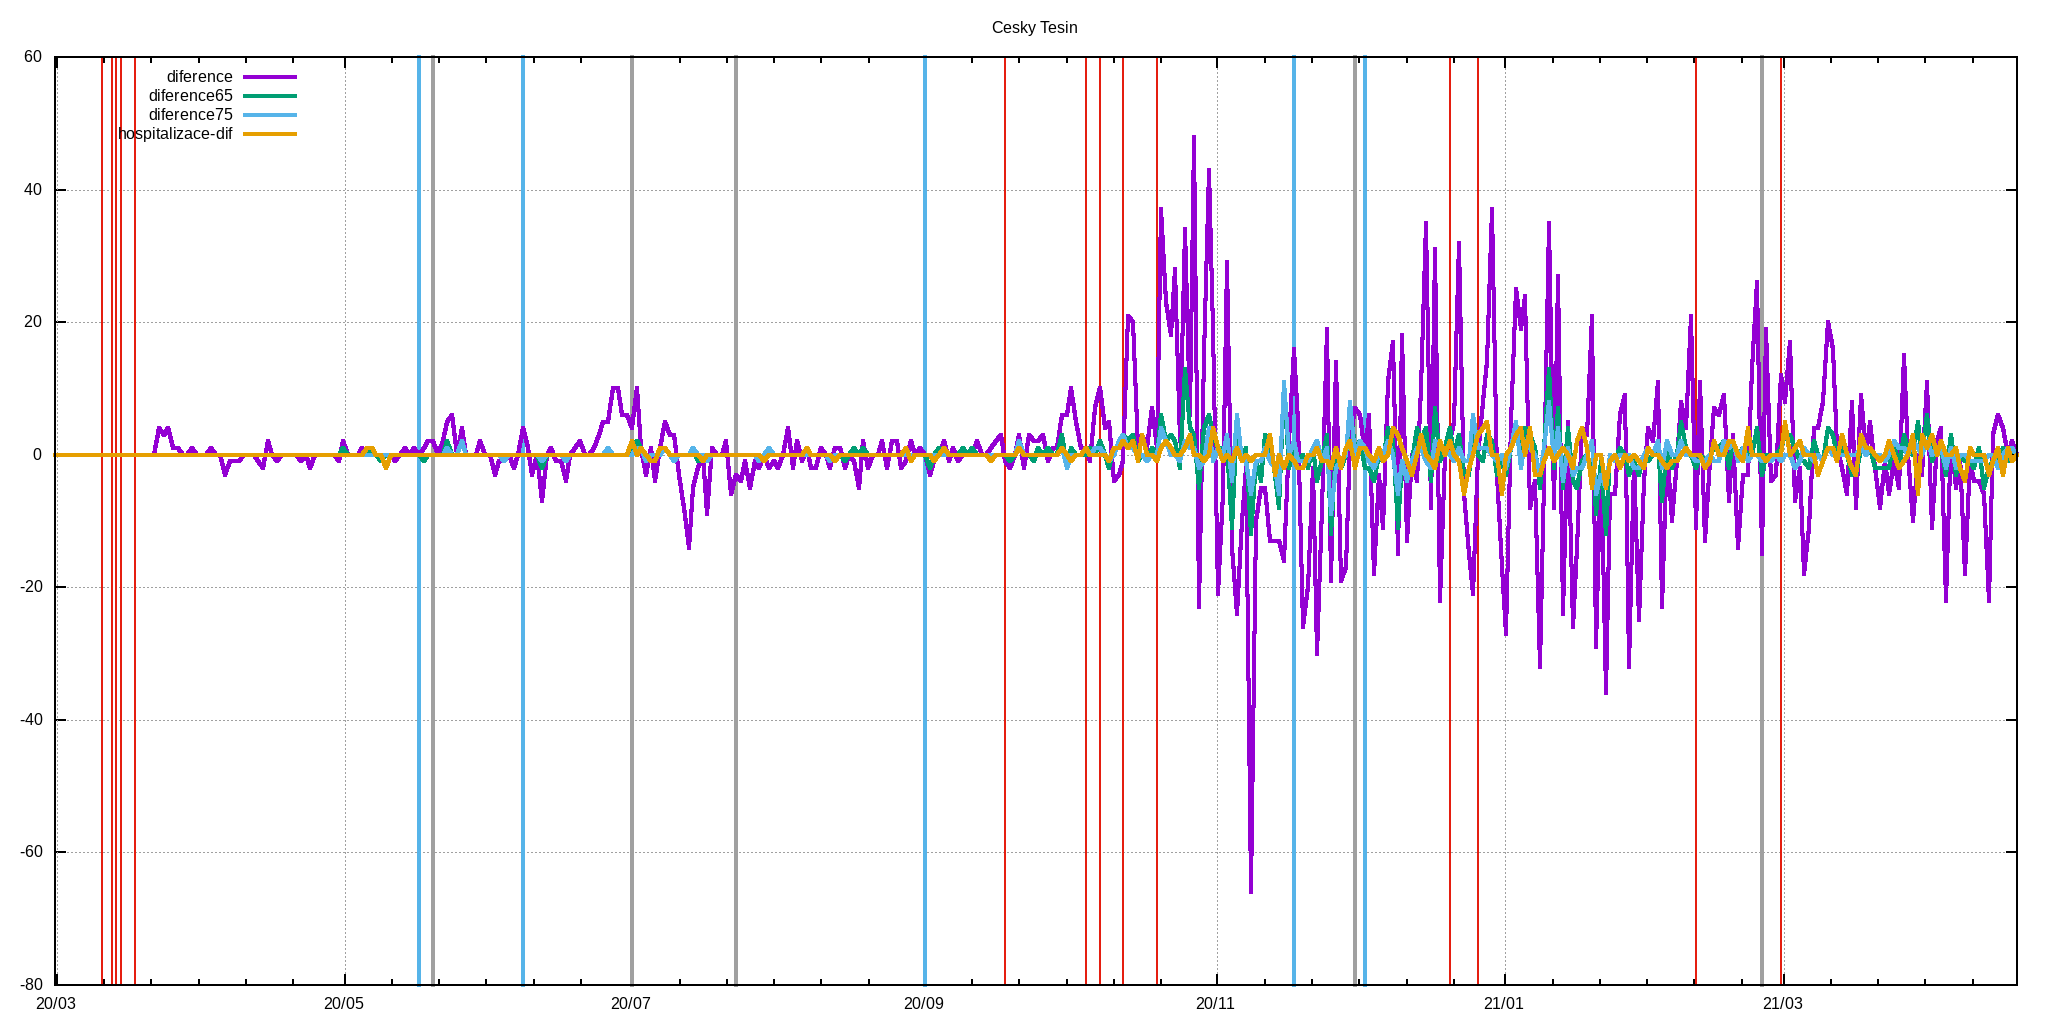 Cesky Tesin
60
40
20
0
-20
-40
-60
-80
diference
diference65
diference75
hospitalizace-dif
20/03 20/05 20/07 20/09 20/11 21/01 21/03